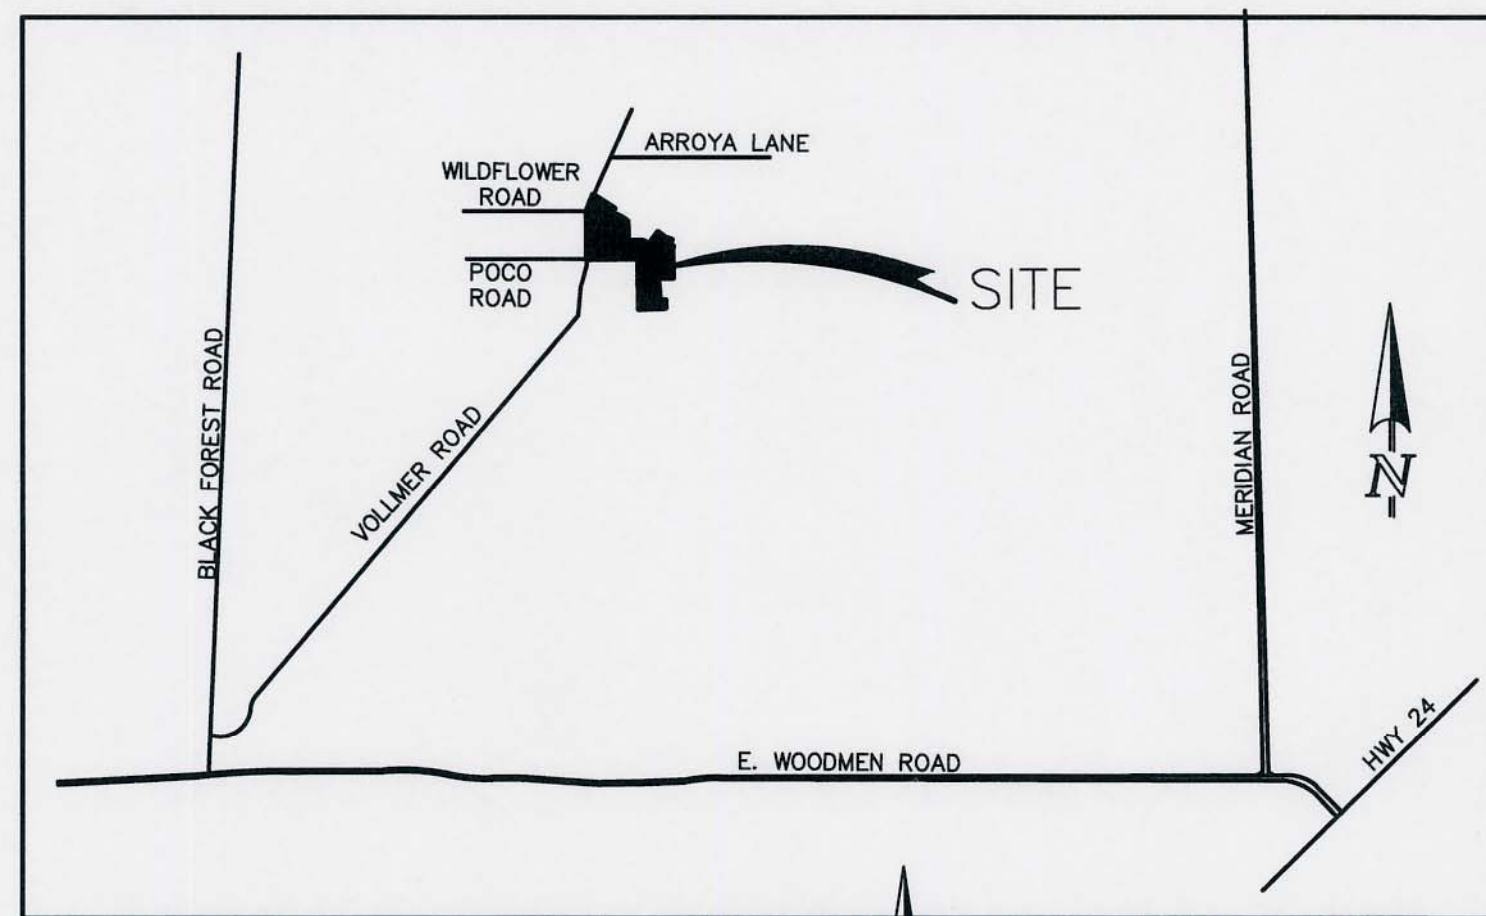 ARROYA LANE
WILDFLOWER
ROAD
POCO
ROAD
SITE
BLACK FOREST ROAD
VOLLMER ROAD
MERIDIAN ROAD
N
E. WOODMEN ROAD
HWY 24